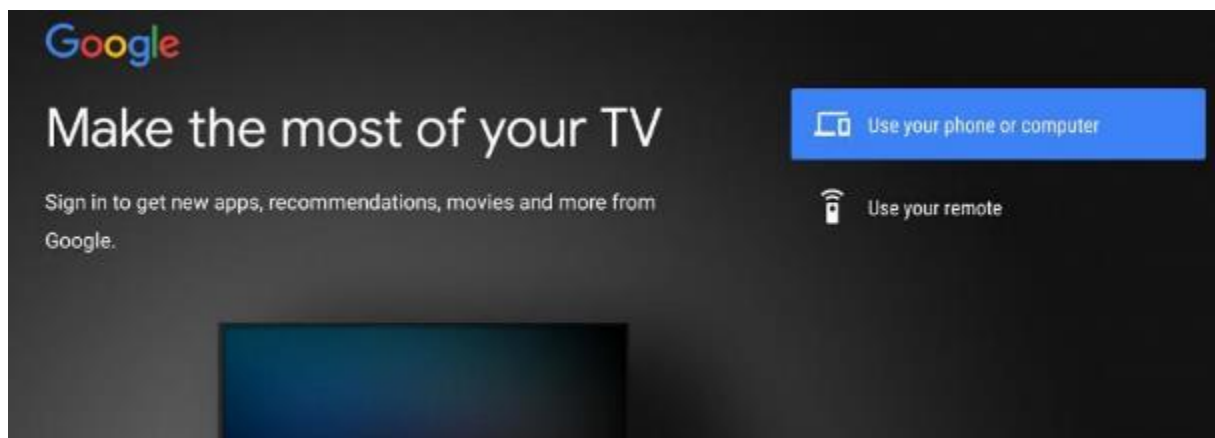 Google
Make the most of your TV
Sign in to get new apps, recommendations, movies and more from
Google.
Use your phone or computer
Use your remote